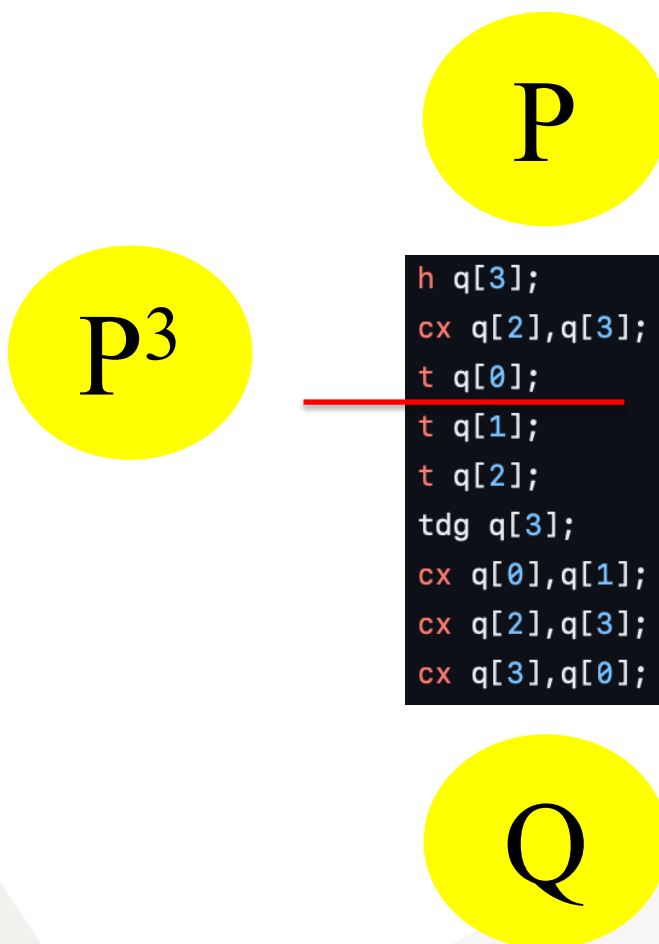 P
P³
h q[3];
cx q[2],q[3];
t q[0];
t q[1];
t q[2];
tdg q[3];
cx q[0],q[1];
cx q[2],q[3];
cx q[3],q[0];
Q